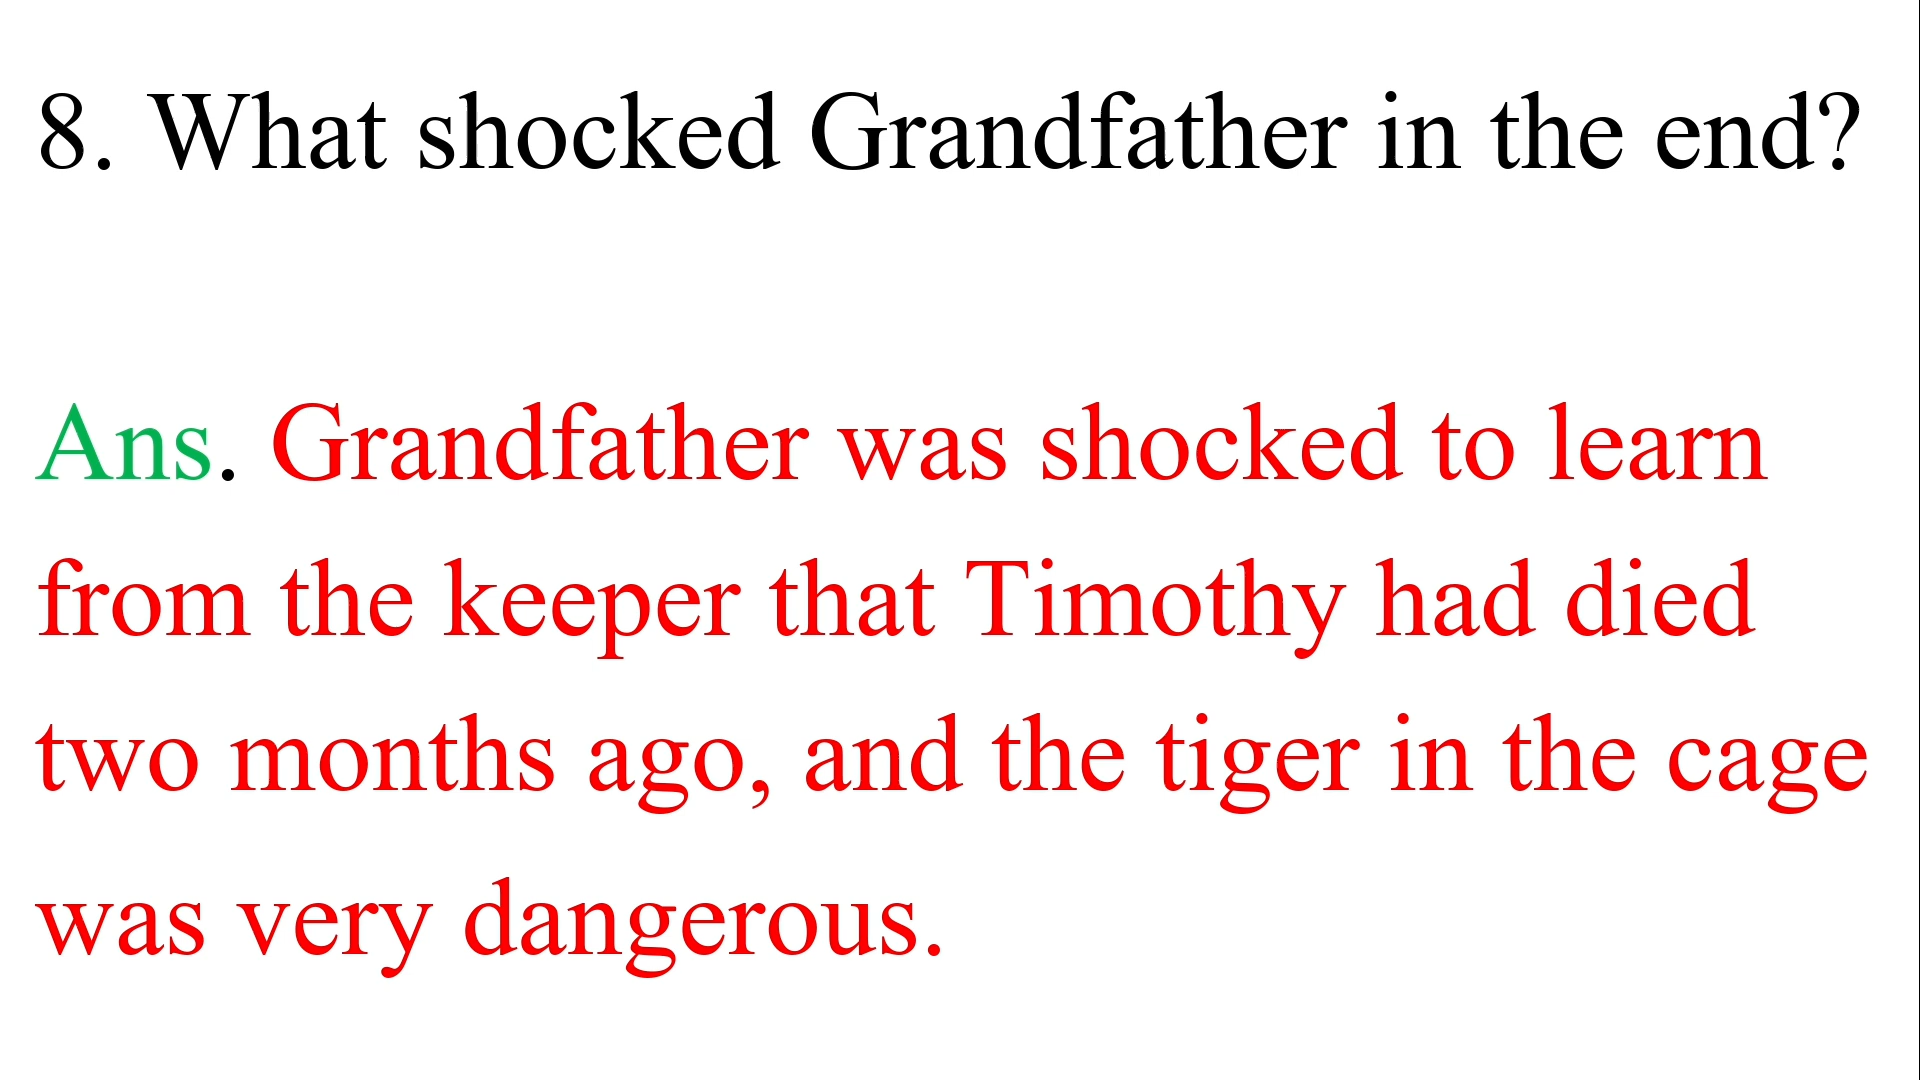 8. What shocked Grandfather in the end?
Ans. Grandfather was shocked to learn
from the keeper that Timothy had died
two months ago, and the tiger in the cage
was very dangerous.